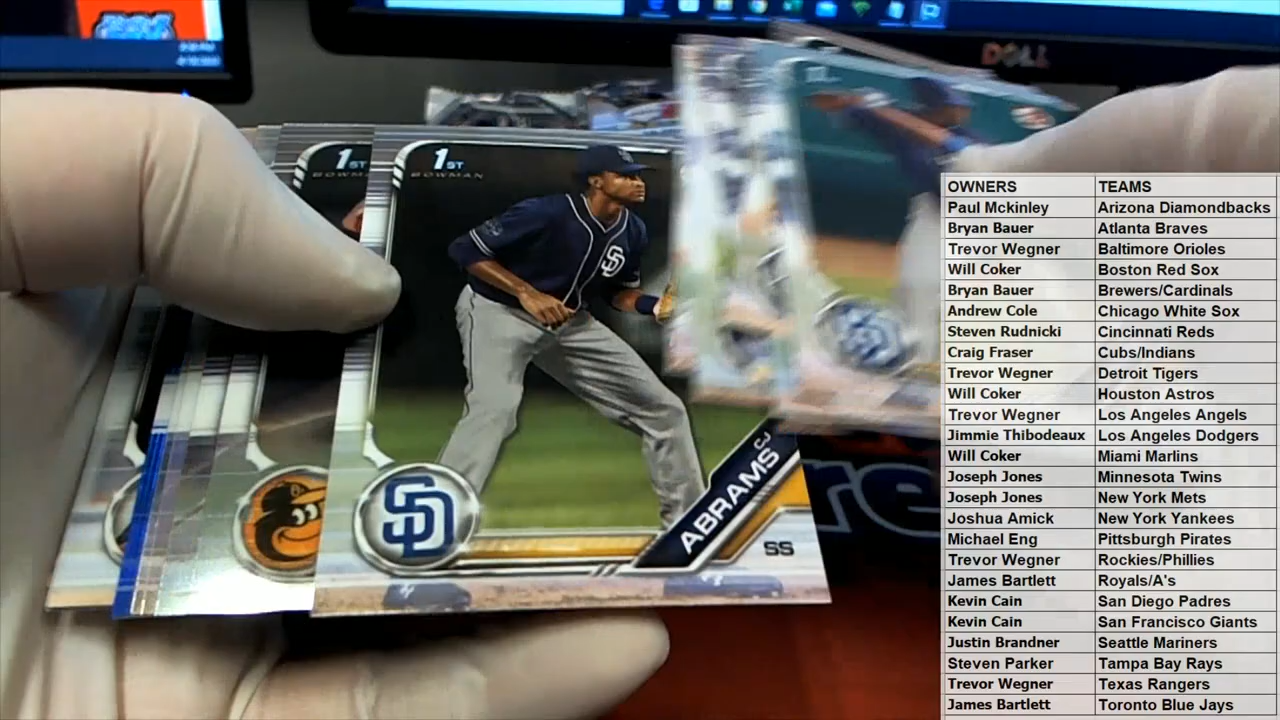 DELL
1ST
BOWMAN
1ST
BOWMAN
S
SD
CJ
ABRAMS
SS
re
OWNERS TEAMS
Paul Mckinley Arizona Diamondbacks
Bryan Bauer Atlanta Braves
Trevor Wegner Baltimore Orioles
Will Coker Boston Red Sox
Bryan Bauer Brewers/Cardinals
Andrew Cole Chicago White Sox
Steven Rudnicki Cincinnati Reds
Craig Fraser Cubs/Indians
Trevor Wegner Detroit Tigers
Will Coker Houston Astros
Trevor Wegner Los Angeles Angels
Jimmie Thibodeaux Los Angeles Dodgers
Will Coker Miami Marlins
Joseph Jones Minnesota Twins
Joseph Jones New York Mets
Joshua Amick New York Yankees
Michael Eng Pittsburgh Pirates
Trevor Wegner Rockies/Phillies
James Bartlett Royals/A's
Kevin Cain San Diego Padres
Kevin Cain San Francisco Giants
Justin Brandner Seattle Mariners
Steven Parker Tampa Bay Rays
Trevor Wegner Texas Rangers
James Bartlett Toronto Blue Jays